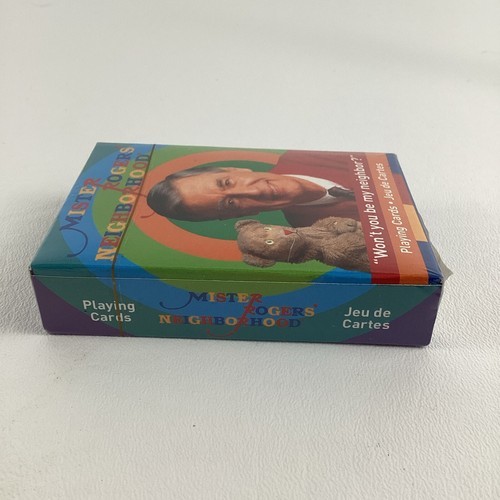 MISTER
ROGERS'
NEIGHBORHOOD
"Won't you be my neighbor?"
Playing Cards • Jeu de Cartes
Playing
Cards
MISTER
ROGERS'
NEIGHBORHOOD
Jeu de
Cartes